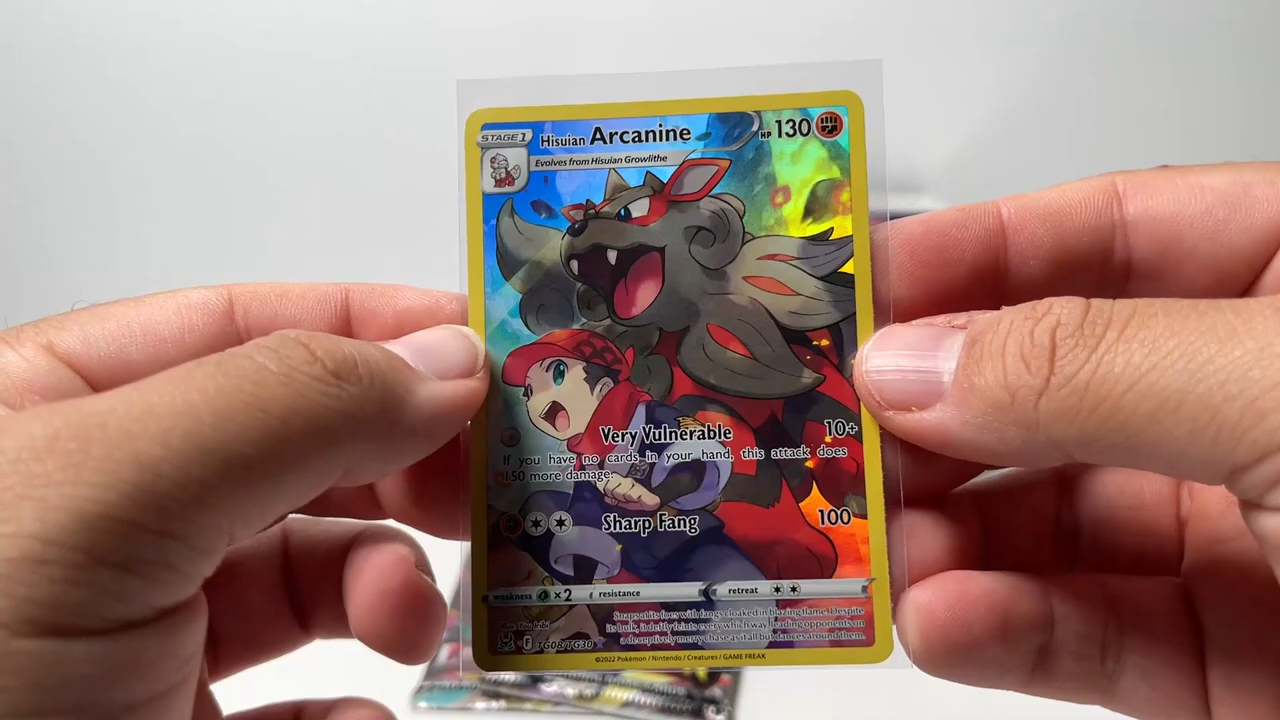 STAGE 1
Hisuian Arcanine
HP 130
Evolves from Hisuian Growlithe
Very Vulnerable 10+
If you have no cards in your hand, this attack does
150 more damage.
Sharp Fang 100
weakness ×2 resistance retreat
Snaps at its foes with fangs cloaked in blazing flame. Despite
its bulk, it deftly feints every which way, leading opponents on
a deceptively merry chase as it all but dances around them.
Illus. You Iribi
F TG08/TG30
©2022 Pokémon / Nintendo / Creatures / GAME FREAK